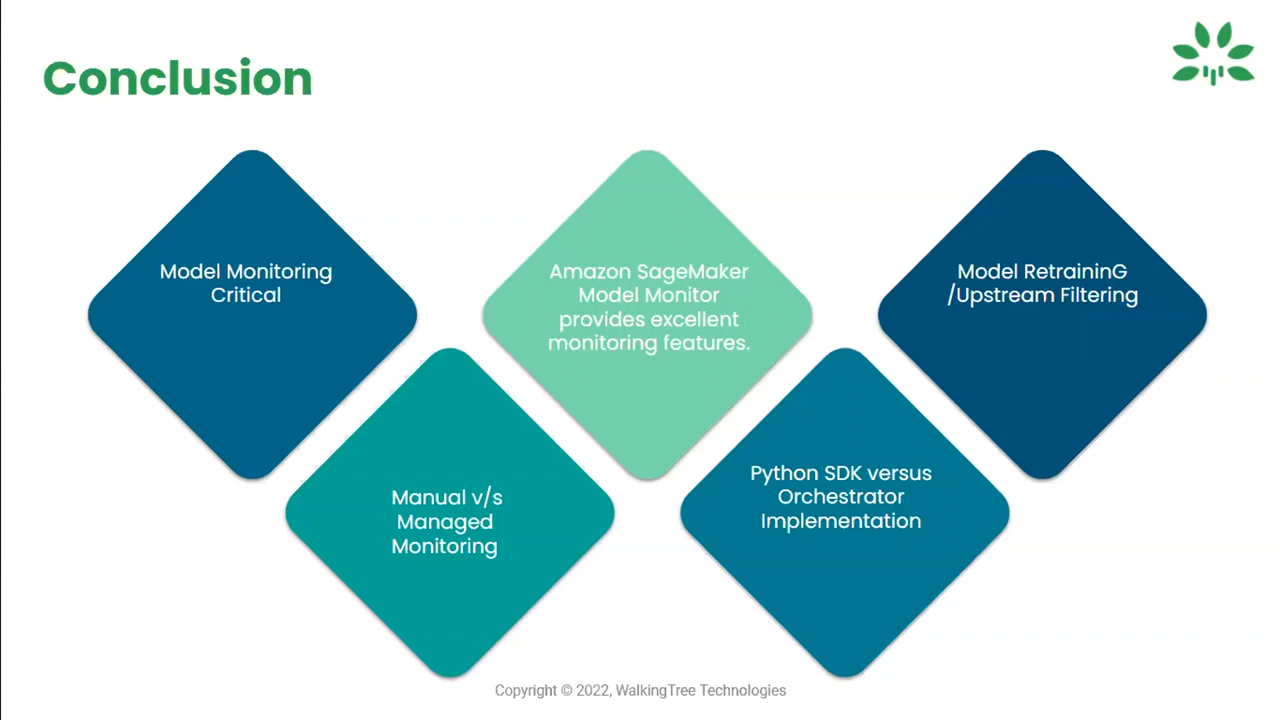 Conclusion
Model Monitoring
Critical
Manual v/s
Managed
Monitoring
Amazon SageMaker
Model Monitor
provides excellent
monitoring features.
Python SDK versus
Orchestrator
Implementation
Model RetraininG
/Upstream Filtering
Copyright © 2022, WalkingTree Technologies